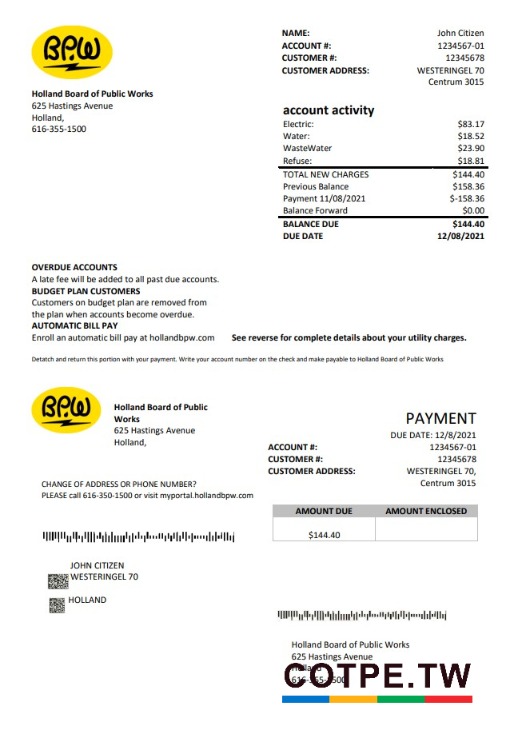 BPW
Holland Board of Public Works
625 Hastings Avenue
Holland,
616-355-1500
NAME: John Citizen
ACCOUNT #: 1234567-01
CUSTOMER #: 12345678
CUSTOMER ADDRESS: WESTERINGEL 70
Centrum 3015
account activity
Electric: $83.17
Water: $18.52
WasteWater $23.90
Refuse: $18.81
TOTAL NEW CHARGES $144.40
Previous Balance $158.36
Payment 11/08/2021 $-158.36
Balance Forward $0.00
BALANCE DUE $144.40
DUE DATE 12/08/2021
OVERDUE ACCOUNTS
A late fee will be added to all past due accounts.
BUDGET PLAN CUSTOMERS
Customers on budget plan are removed from
the plan when accounts become overdue.
AUTOMATIC BILL PAY
Enroll an automatic bill pay at hollandbpw.com See reverse for complete details about your utility charges.
Detatch and return this portion with your payment. Write your account number on the check and make payable to Holland Board of Public Works
BPW
Holland Board of Public
Works
625 Hastings Avenue
Holland,
PAYMENT
DUE DATE: 12/8/2021
ACCOUNT #: 1234567-01
CUSTOMER #: 12345678
CUSTOMER ADDRESS: WESTERINGEL 70,
Centrum 3015
CHANGE OF ADDRESS OR PHONE NUMBER?
PLEASE call 616-350-1500 or visit myportal.hollandbpw.com
AMOUNT DUE AMOUNT ENCLOSED
$144.40
JOHN CITIZEN
WESTERINGEL 70
HOLLAND
Holland Board of Public Works
625 Hastings Avenue
Holland
616-355-1500
COTPE.TW